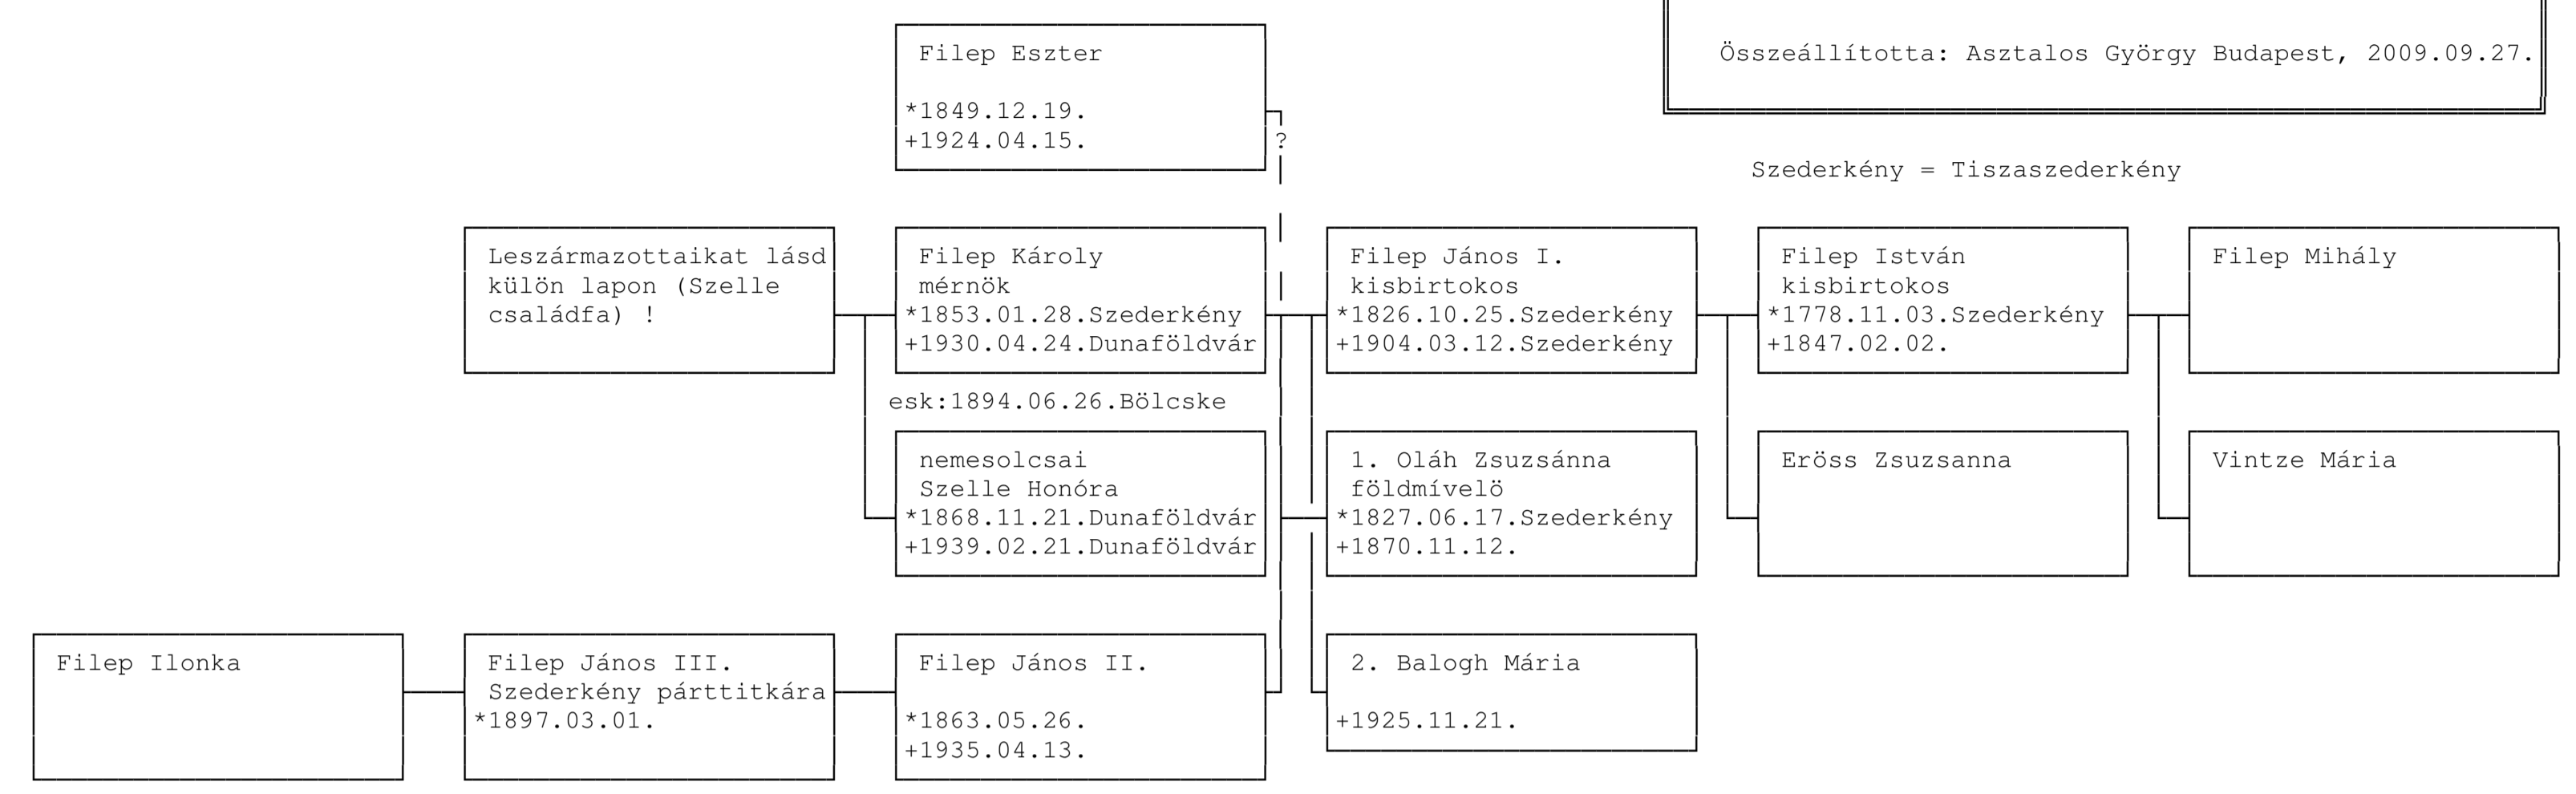 Összeállította: Asztalos György Budapest, 2009.09.27.
Szederkény = Tiszaszederkény
Filep Eszter
*1849.12.19.
+1924.04.15.
?
Leszármazottaikat lásd
külön lapon (Szelle
családfa) !
Filep Károly
mérnök
*1853.01.28.Szederkény
+1930.04.24.Dunaföldvár
Filep János I.
kisbirtokos
*1826.10.25.Szederkény
+1904.03.12.Szederkény
Filep István
kisbirtokos
*1778.11.03.Szederkény
+1847.02.02.
Filep Mihály
esk:1894.06.26.Bölcske
nemesolcsai
Szelle Honóra
*1868.11.21.Dunaföldvár
+1939.02.21.Dunaföldvár
1. Oláh Zsuzsánna
földmívelö
*1827.06.17.Szederkény
+1870.11.12.
Eröss Zsuzsanna
Vintze Mária
Filep Ilonka
Filep János III.
Szederkény párttitkára
*1897.03.01.
Filep János II.
*1863.05.26.
+1935.04.13.
2. Balogh Mária
+1925.11.21.